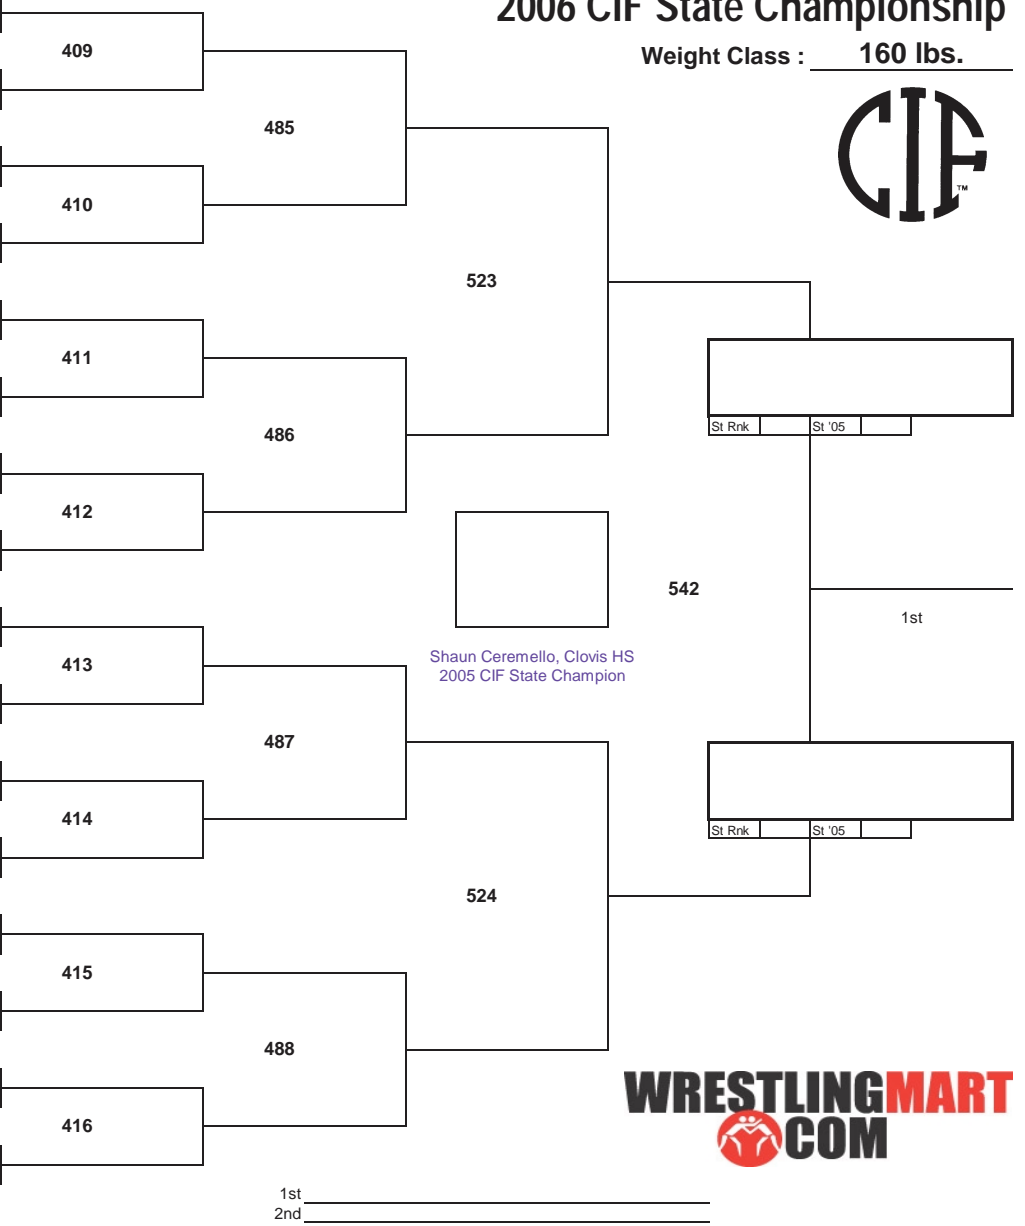 2006 CIF State Championship
409
Weight Class : 160 lbs.
485
CIF
™
410
523
411
St Rnk St '05
486
412
542
1st
413
Shaun Ceremello, Clovis HS
2005 CIF State Champion
487
414
St Rnk St '05
524
415
488
WRESTLINGMART
COM
416
1st
2nd